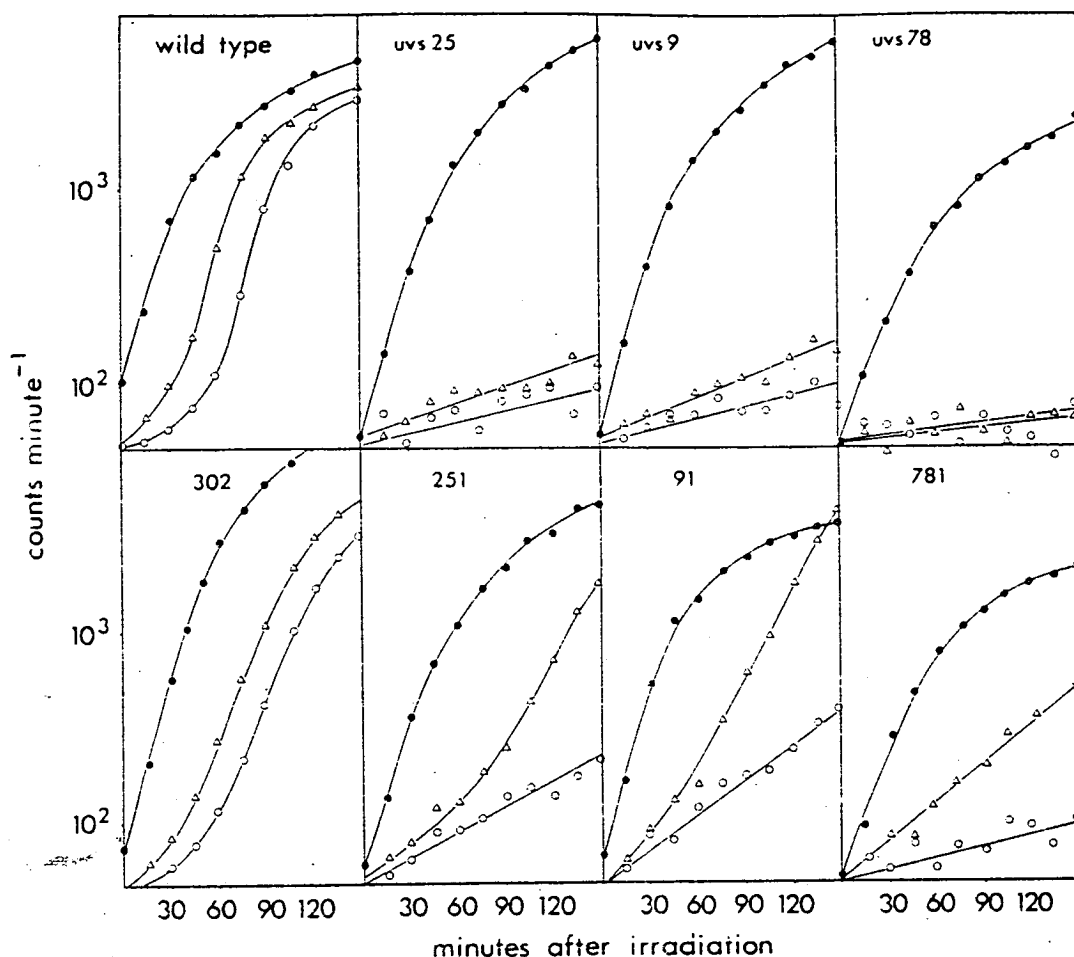 wild type
uvs 25
uvs 9
uvs 78
10³
10²
302
251
91
781
10³
10²
counts minute⁻¹
30 60 90 120
30 60 90 120
30 60 90 120
30 60 90 120
minutes after irradiation